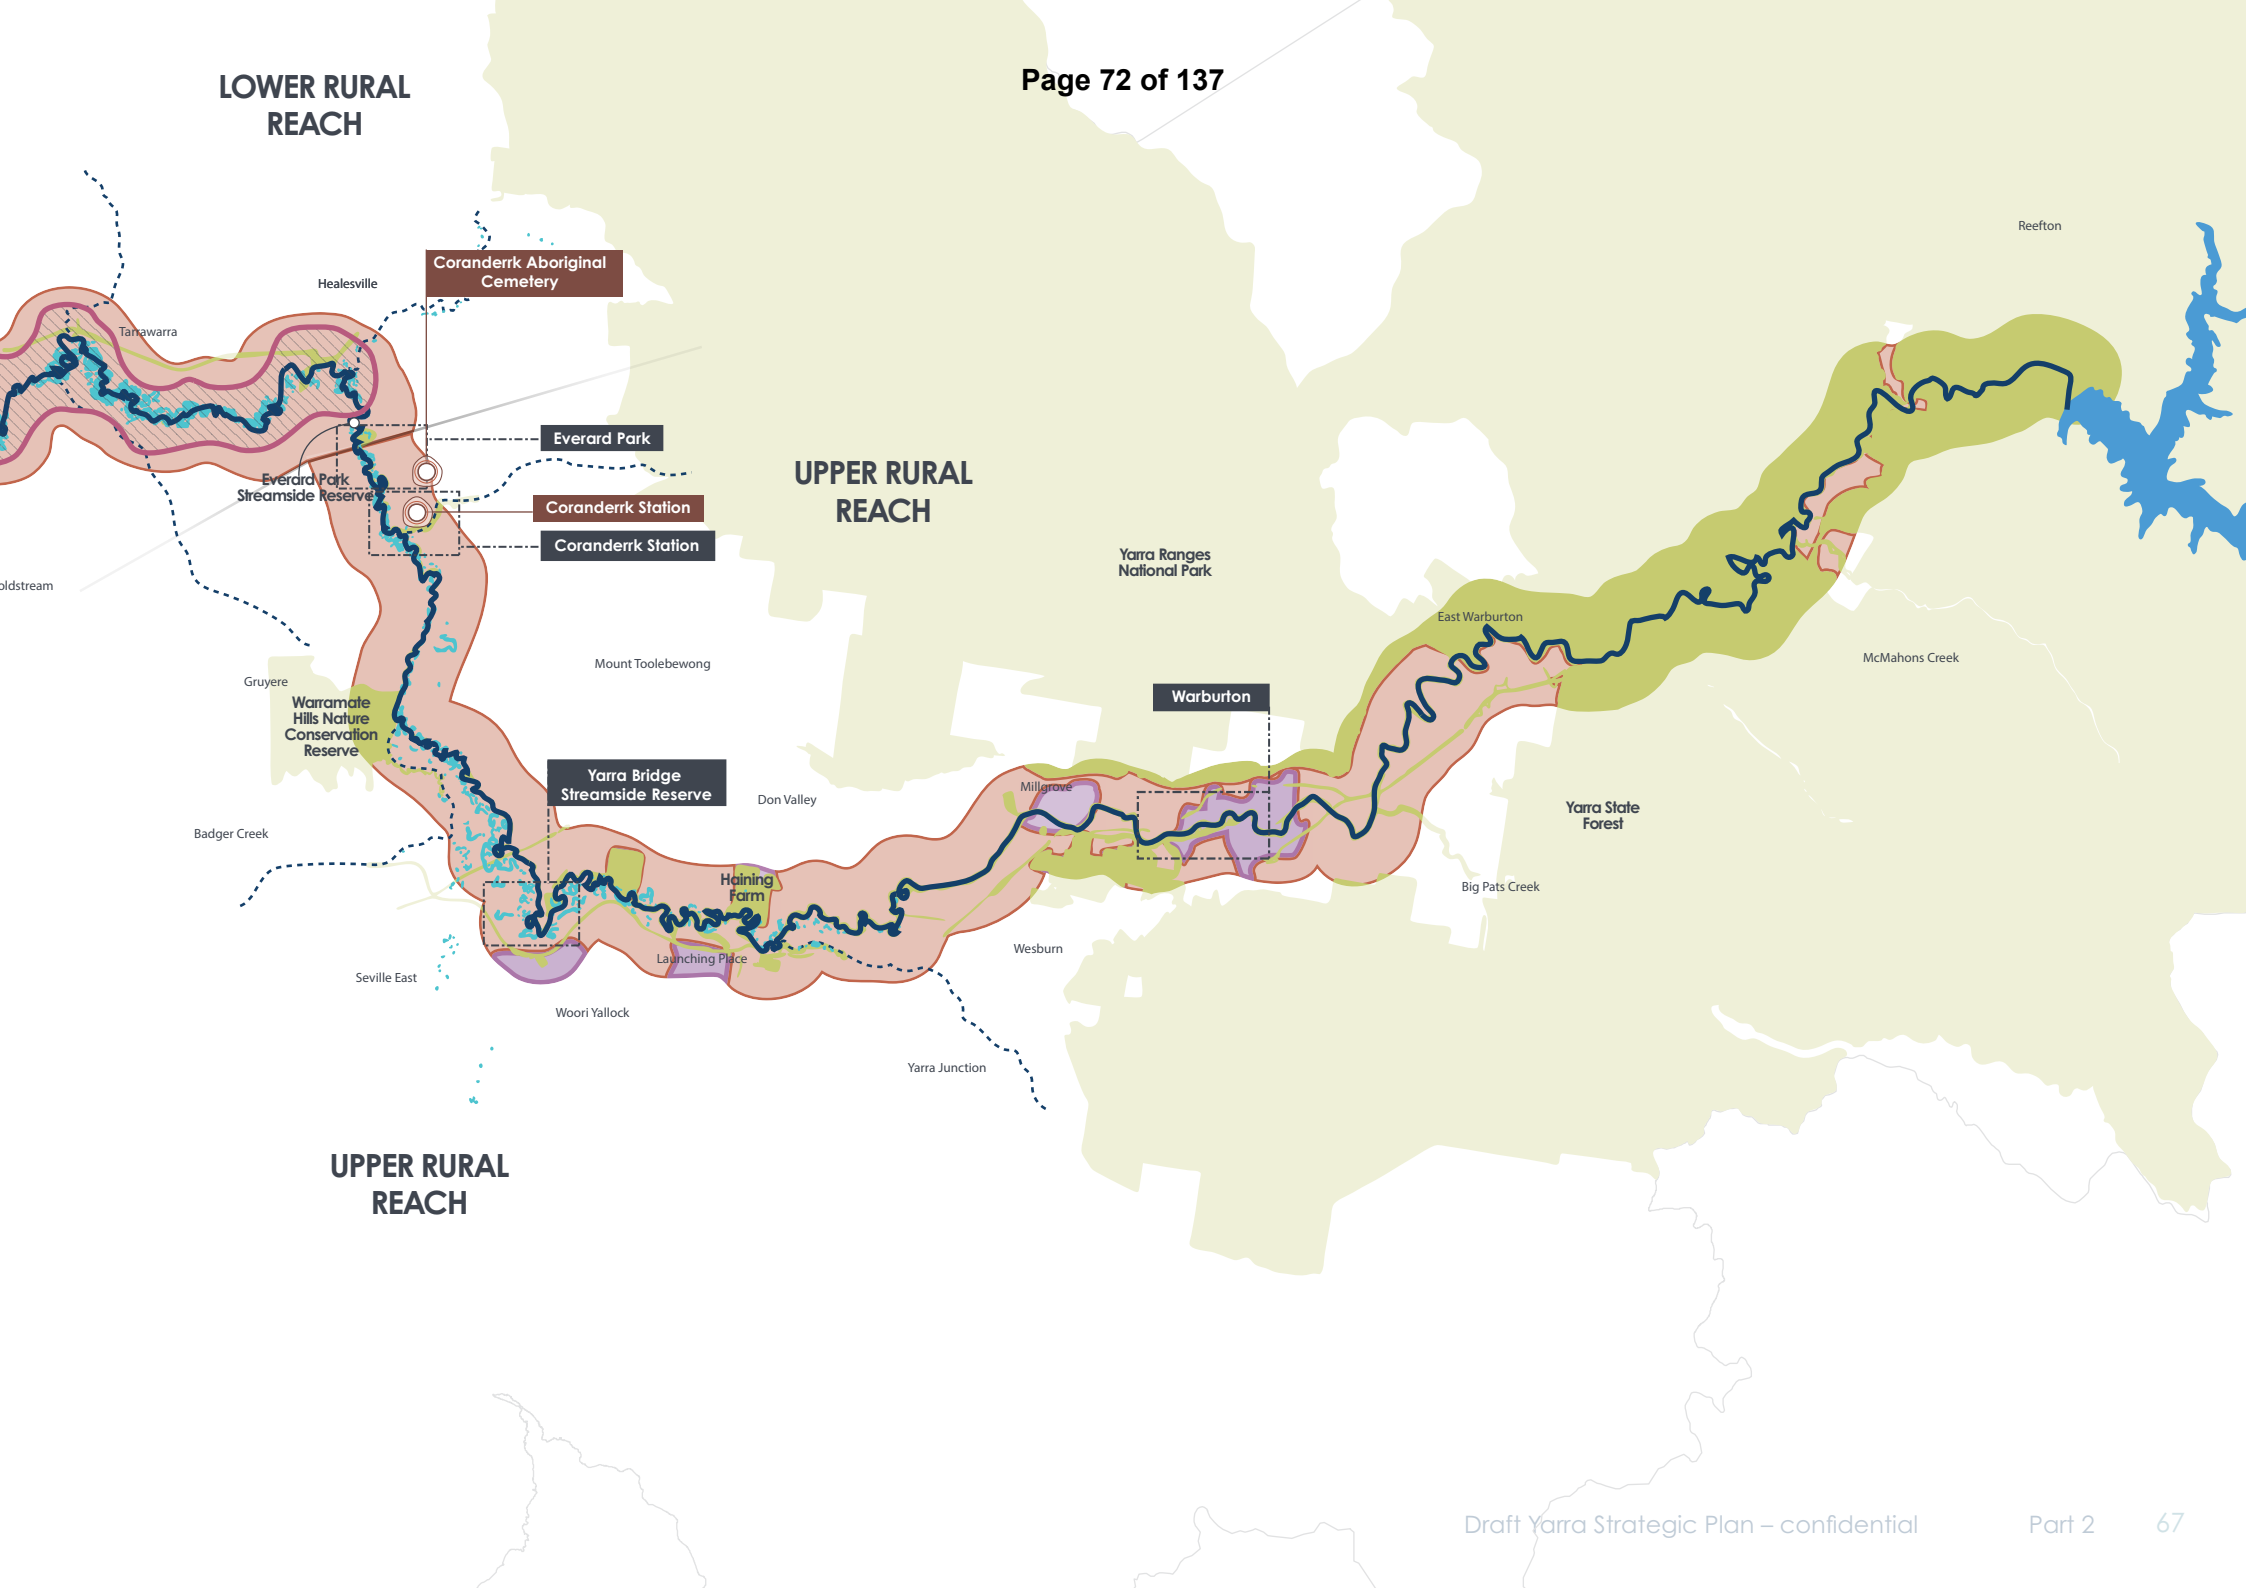 Page 72 of 137
LOWER RURAL
REACH
Reefton
Coranderrk Aboriginal
Cemetery
Healesville
Tarrawarra
Everard Park
UPPER RURAL
REACH
Everard Park
Streamside Reserve
Coranderrk Station
Coranderrk Station
Yarra Ranges
National Park
oldstream
East Warburton
Mount Toolebewong
McMahons Creek
Gruyere
Warramate
Hills Nature
Conservation
Reserve
Warburton
Yarra Bridge
Streamside Reserve
Millgrove
Don Valley
Yarra State
Forest
Badger Creek
Haining
Farm
Big Pats Creek
Wesburn
Launching Place
Seville East
Woori Yallock
Yarra Junction
UPPER RURAL
REACH
Draft Yarra Strategic Plan – confidential Part 2 67